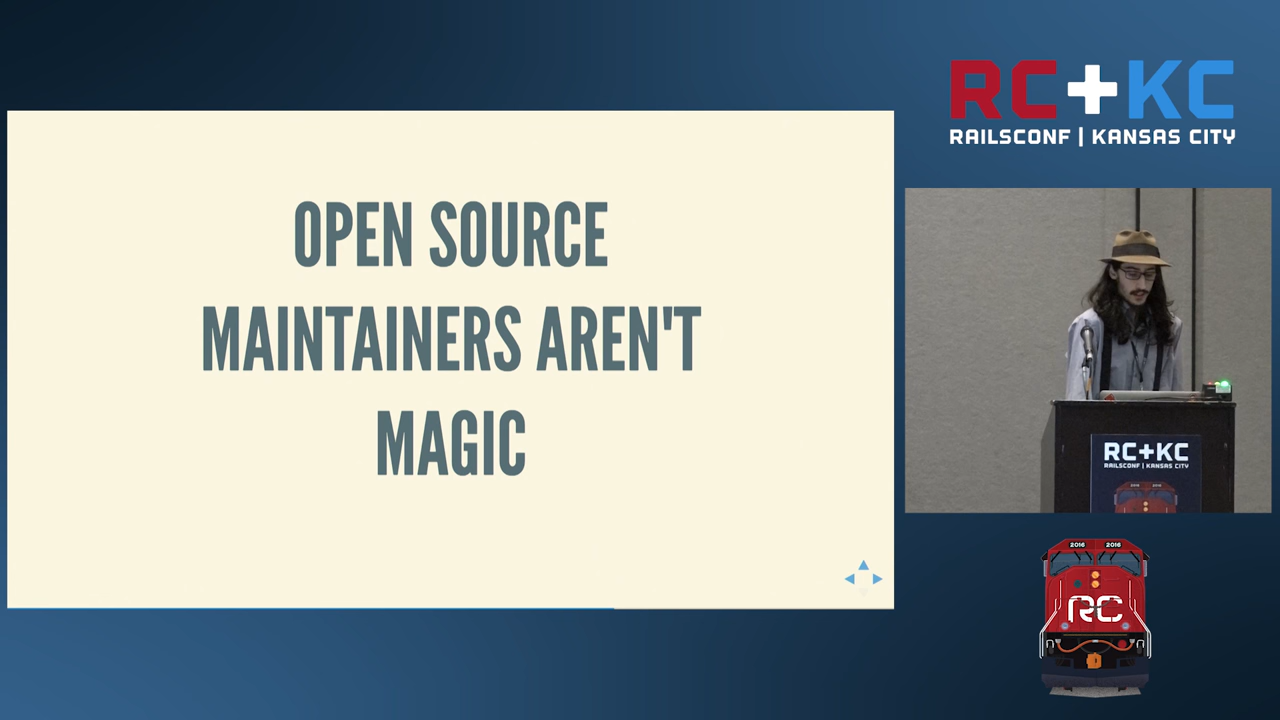 OPEN SOURCE
MAINTAINERS AREN'T
MAGIC
RC+KC
RAILSCONF | KANSAS CITY
RC+KC
RAILSCONF | KANSAS CITY
2016 2016
RC